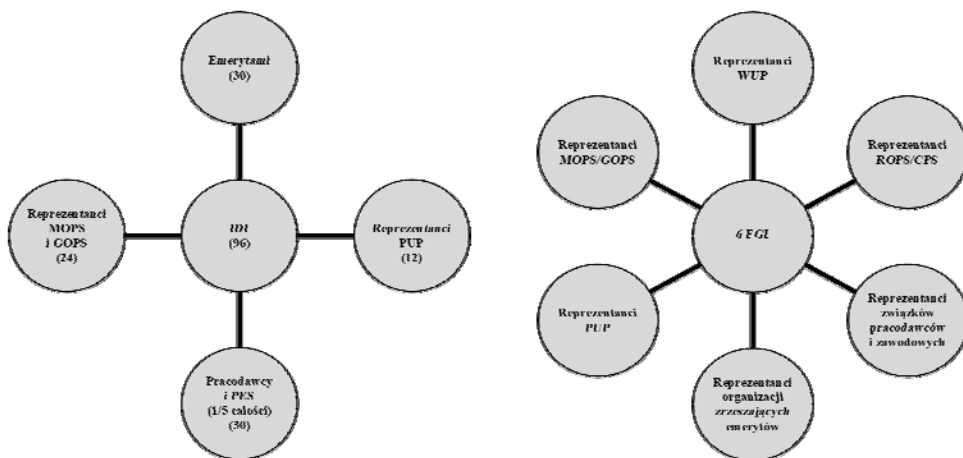 Emerytami
(30)
Reprezentanci
MOPS
i GOPS
(24)
IDI
(96)
Reprezentanci
PUP
(12)
Pracodawcy
i PES
(1/5 całości)
(30)
Reprezentanci
WUP
Reprezentanci
MOPS/GOPS
Reprezentanci
ROPS/CPS
6 FGI
Reprezentanci
PUP
Reprezentanci
związków
pracodawców
i zawodowych
Reprezentanci
organizacji
zrzeszających
emerytów